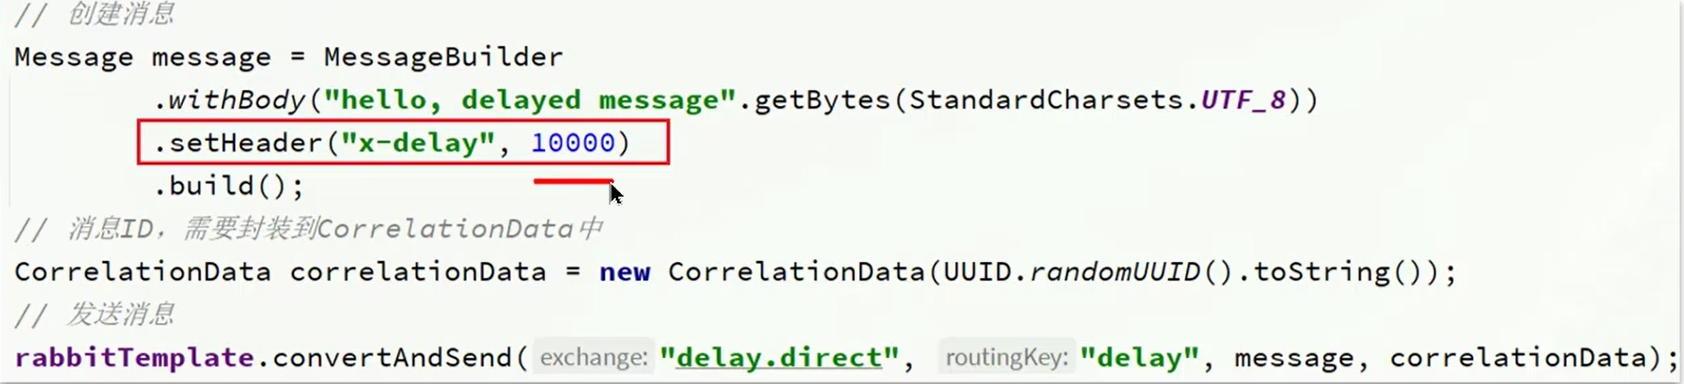 // 创建消息
Message message = MessageBuilder
.withBody("hello, delayed message".getBytes(StandardCharsets.UTF_8))
.setHeader("x-delay", 10000)
.build();
// 消息ID，需要封装到CorrelationData中
CorrelationData correlationData = new CorrelationData(UUID.randomUUID().toString());
// 发送消息
rabbitTemplate.convertAndSend( exchange: "delay.direct", routingKey: "delay", message, correlationData);